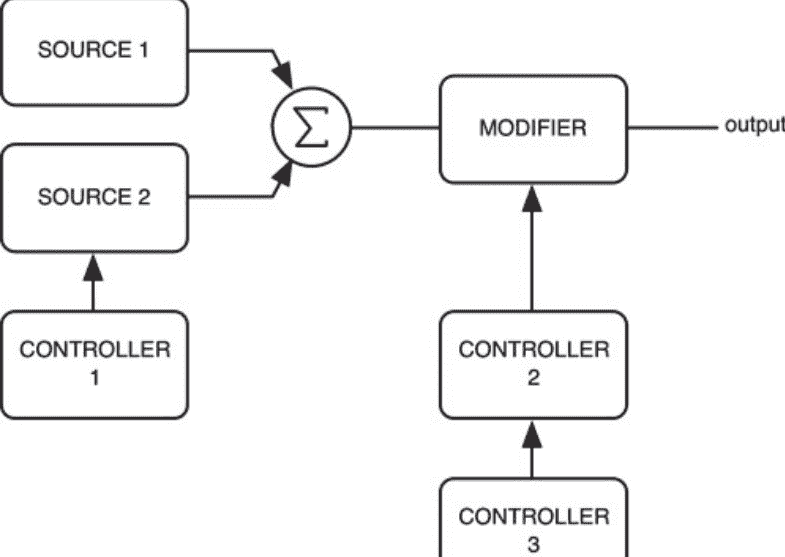 SOURCE 1
Σ
MODIFIER
output
SOURCE 2
CONTROLLER
1
CONTROLLER
2
CONTROLLER
3